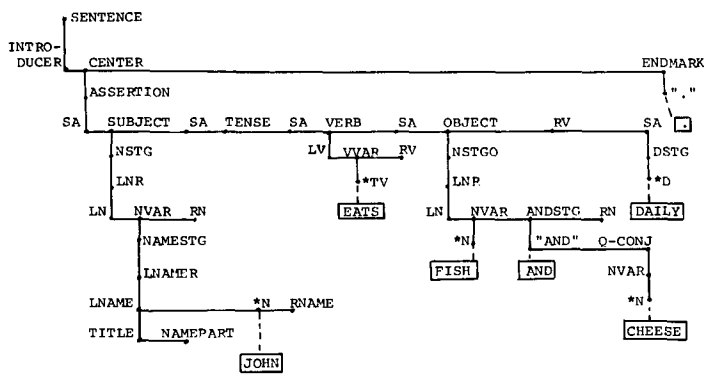 SENTENCE
INTRO-
DUCER CENTER ENDMARK
ASSERTION "."
.
SA SUBJECT SA TENSE SA VERB SA OBJECT RV SA
NSTG LV VVAR RV NSTGO DSTG
LNR *TV LNR *D
EATS
LN NVAR RN LN NVAR ANDSTG RN DAILY
NAMESTG *N "AND" Q-CONJ
FISH AND
LNAMER NVAR
LNAME *N RNAME *N
TITLE NAMEPART CHEESE
JOHN